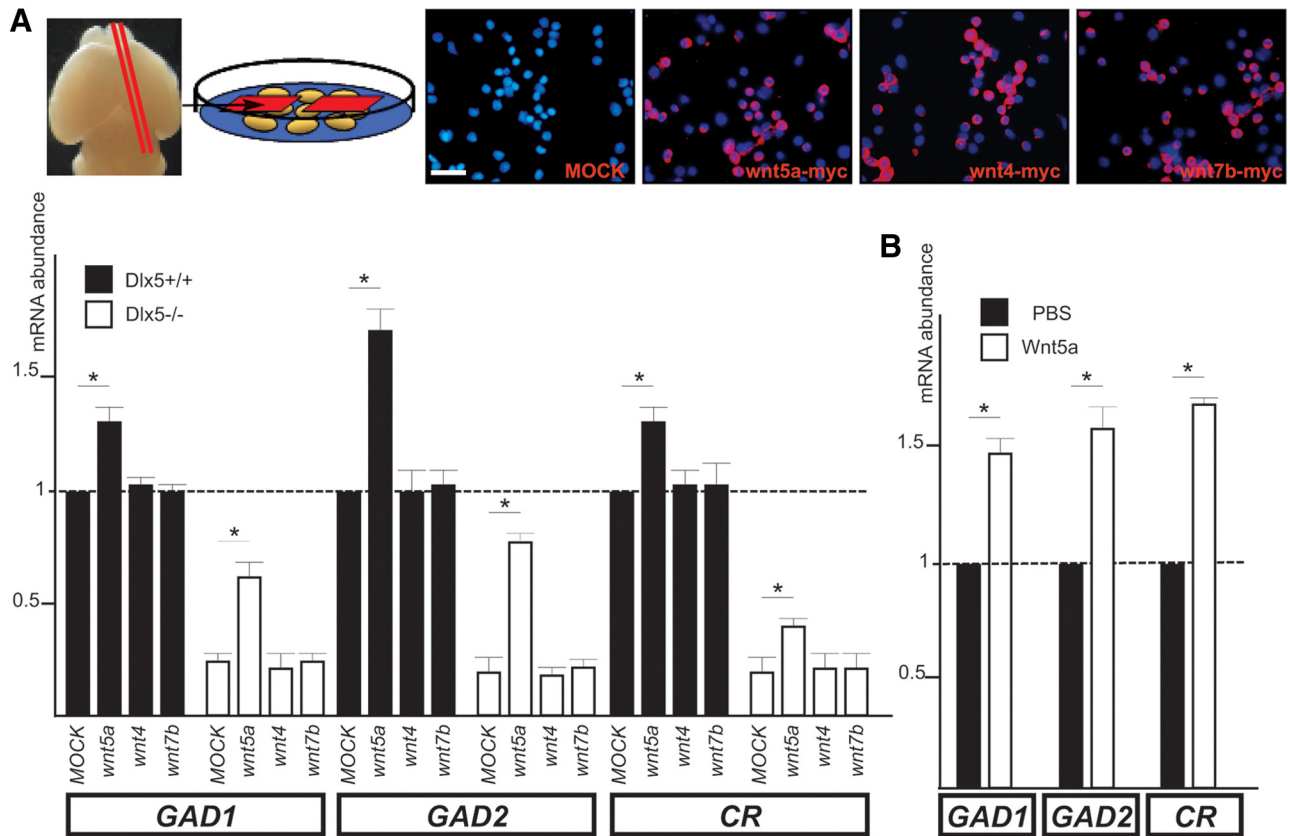 A
MOCK
wnt5a-myc
wnt4-myc
wnt7b-myc
mRNA abundance
Dlx5+/+
Dlx5-/-
1.5
1
0.5
* * * * * *
MOCK wnt5a wnt4 wnt7b MOCK wnt5a wnt4 wnt7b MOCK wnt5a wnt4 wnt7b MOCK wnt5a wnt4 wnt7b MOCK wnt5a wnt4 wnt7b MOCK wnt5a wnt4 wnt7b
GAD1 GAD2 CR
B
mRNA abundance
PBS
Wnt5a
1.5
1
0.5
* * *
GAD1 GAD2 CR